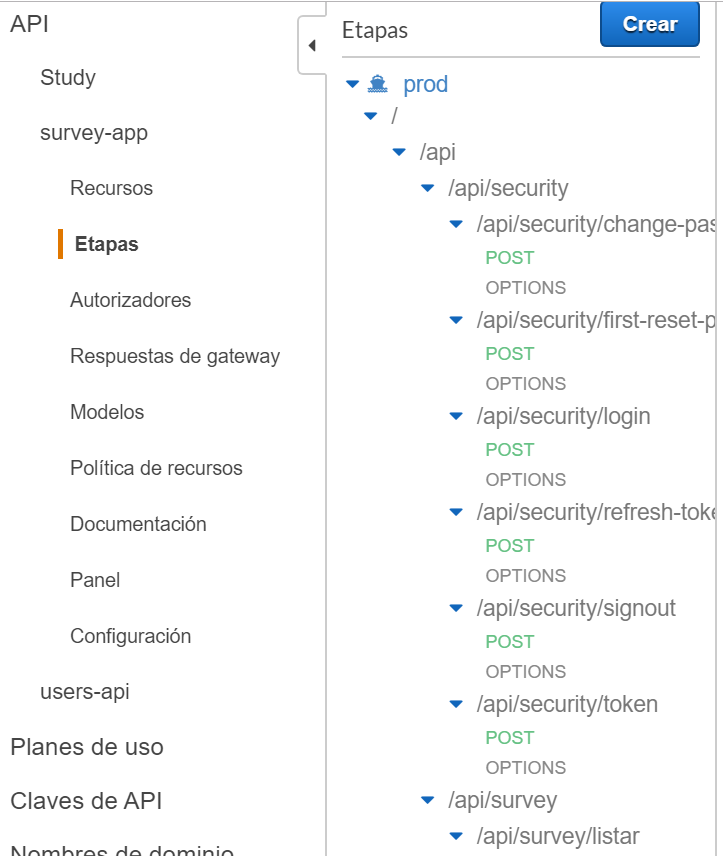 API
Study
survey-app
Recursos
Etapas
Autorizadores
Respuestas de gateway
Modelos
Política de recursos
Documentación
Panel
Configuración
users-api
Planes de uso
Claves de API
Nombres de dominio
Etapas
Crear
prod
/
/api
/api/security
/api/security/change-pas
POST
OPTIONS
/api/security/first-reset-p
POST
OPTIONS
/api/security/login
POST
OPTIONS
/api/security/refresh-toke
POST
OPTIONS
/api/security/signout
POST
OPTIONS
/api/security/token
POST
OPTIONS
/api/survey
/api/survey/listar